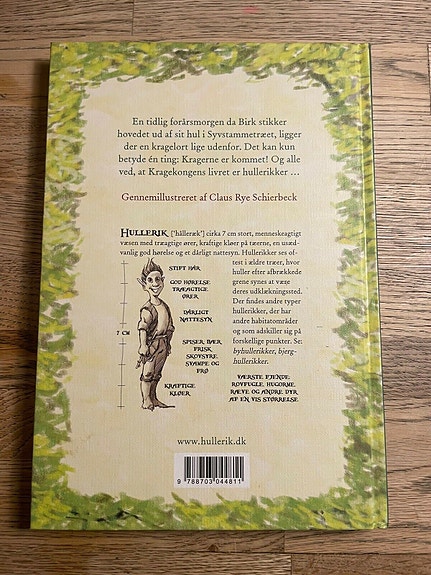 En tidlig forårsmorgen da Birk stikker
hovedet ud af sit hul i Syvstammetræet, ligger
der en kragelort lige udenfor. Det kan kun
betyde én ting: Kragerne er kommet! Og alle
ved, at Kragekongens livret er hullerikker ...
Gennemillustreret af Claus Rye Schierbeck
HULLERIK ['hålleræk'] cirka 7 cm stort, menneskeagtigt
væsen med træagtige ører, kraftige kløer på tæerne, en usæd-
vanlig god hørelse og et dårligt nattesyn. Hullerikker ses of-
test i ældre træer, hvor
huller efter afbrækkede
grene synes at være
deres udklækningssted.
Der findes andre typer
hullerikker, der har
andre habitatområder
og som adskiller sig på
forskellige punkter. Se:
byhullerikker, bjerg-
hullerikker.
STIFT HÅR
GOD HØRELSE
TRÆAGTIGE
ØRER
DÅRLIGT
NATTESYN
7 CM
SPISER BÆR
FRISK
SKOVSYRE
SVAMPE OG
FRØ
KRAFTIGE
KLØER
VÆRSTE FJENDE:
ROVFUGLE, HUGORME,
RÆVE OG ANDRE DYR
AF EN VIS STØRRELSE
www.hullerik.dk
9 788703 044811